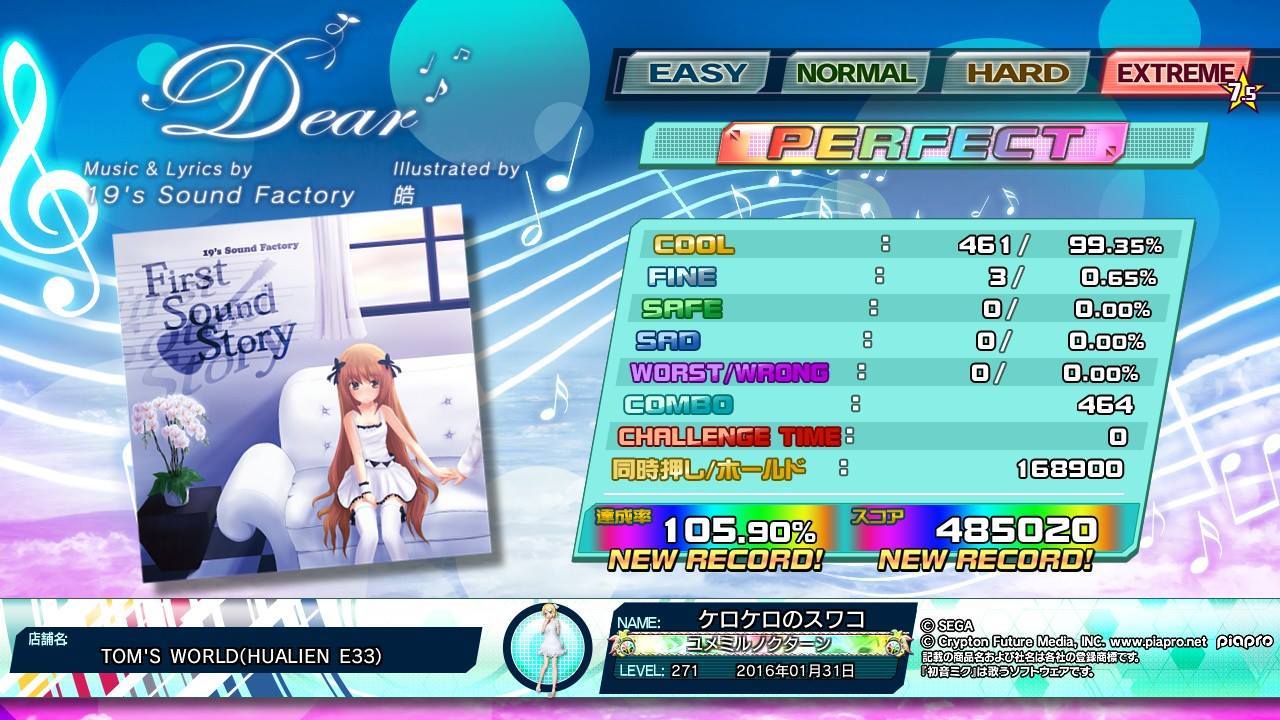 Dear
Music & Lyrics by
19's Sound Factory
Illustrated by
皓
19's Sound Factory
First
Sound
Story
EASY
NORMAL
HARD
EXTREME
7.5
PERFECT
COOL : 461/ 99.35%
FINE : 3/ 0.65%
SAFE : 0/ 0.00%
SAD : 0/ 0.00%
WORST/WRONG : 0/ 0.00%
COMBO : 464
CHALLENGE TIME : 0
同時押し/ホールド : 168900
達成率 105.90%
NEW RECORD!
スコア 485020
NEW RECORD!
店舗名
TOM'S WORLD(HUALIEN E33)
NAME: ケロケロのスワコ
ユメミルノクターン
LEVEL: 271 2016年01月31日
© SEGA
© Crypton Future Media, INC. www.piapro.net piapro
記載の商品名および社名は各社の登録商標です。
『初音ミク』は歌うソフトウェアです。